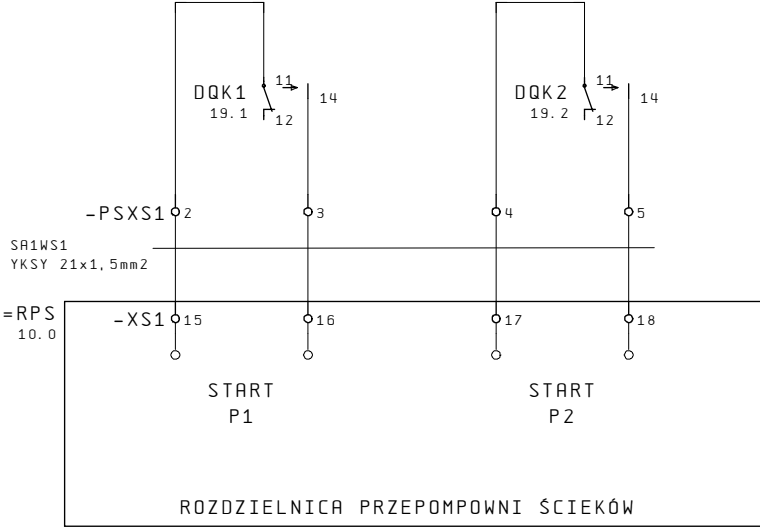 11
14
DQK1
19.1
12
11
14
DQK2
19.2
12
-PSXS1
2
3
4
5
SA1WS1
YKSY 21x1,5mm2
=RPS
10.0
-XS1
15
16
17
18
START
P1
START
P2
ROZDZIELNICA PRZEPOMPOWNI ŚCIEKÓW